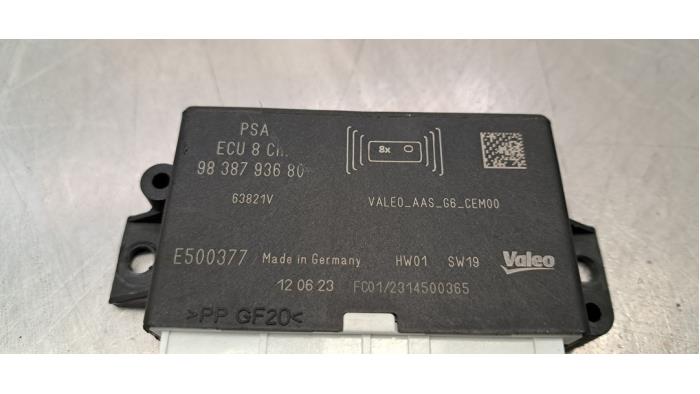 PSA
ECU 8 CH.
98 387 936 80
8x
63821V
VALEO_AAS_G6_CEM00
E500377 Made in Germany HW01 SW19 Valeo
12 06 23 FC01/2314500365
>PP GF20<